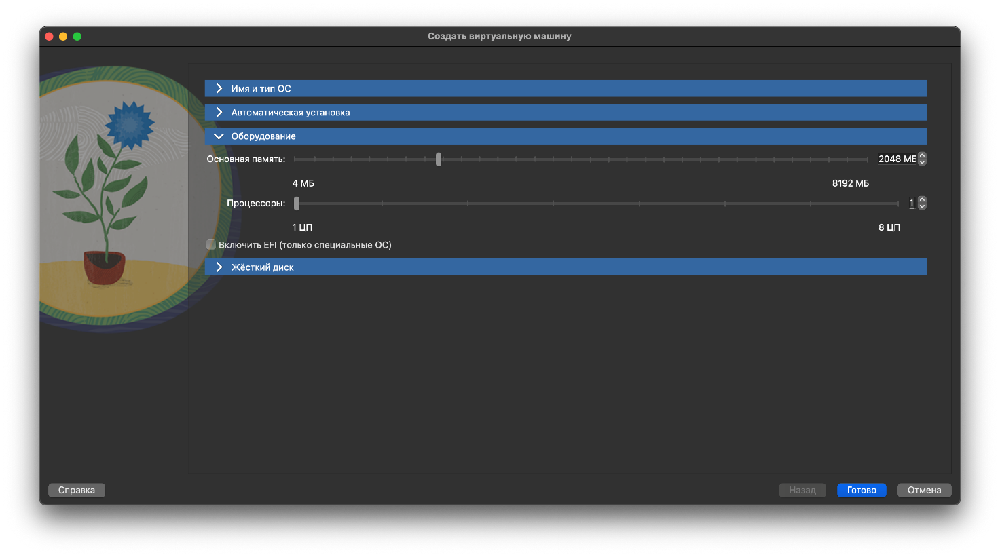 Создать виртуальную машину
Имя и тип ОС
Автоматическая установка
Оборудование
Основная память: 2048 МБ
4 МБ 8192 МБ
Процессоры: 1
1 ЦП 8 ЦП
Включить EFI (только специальные ОС)
Жёсткий диск
Справка Назад Готово Отмена